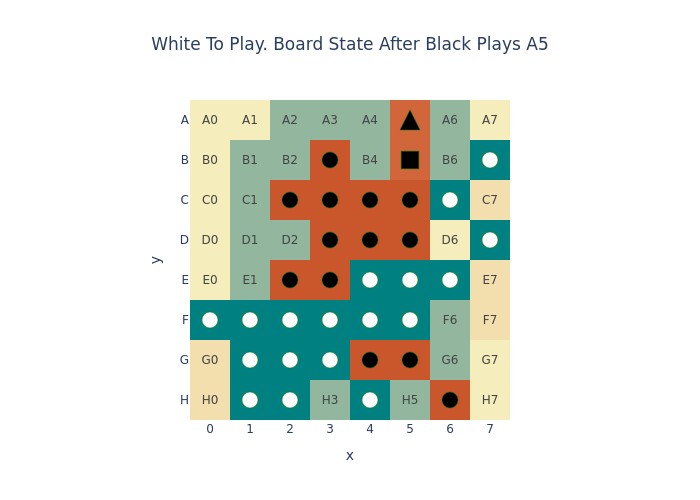 White To Play. Board State After Black Plays A5
A A0 A1 A2 A3 A4 A6 A7
B B0 B1 B2 B4 B6
C C0 C1 C7
D D0 D1 D2 D6
y
E E0 E1 E7
F F6 F7
G G0 G6 G7
H H0 H3 H5 H7
0 1 2 3 4 5 6 7
x